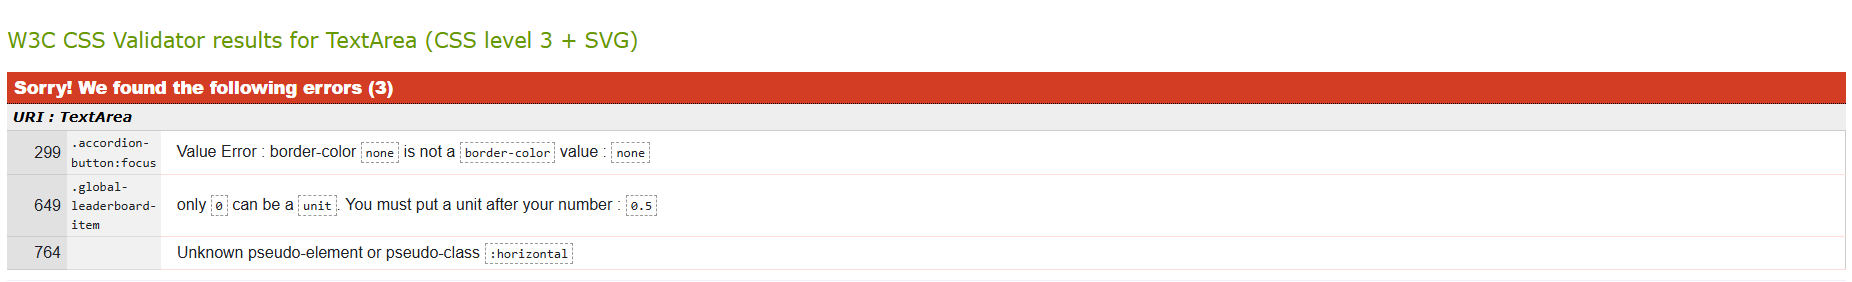 W3C CSS Validator results for TextArea (CSS level 3 + SVG)
Sorry! We found the following errors (3)
URI : TextArea
299 .accordion-button:focus Value Error : border-color none is not a border-color value : none
649 .global-leaderboard-item only 0 can be a unit. You must put a unit after your number : 0.5
764 Unknown pseudo-element or pseudo-class :horizontal